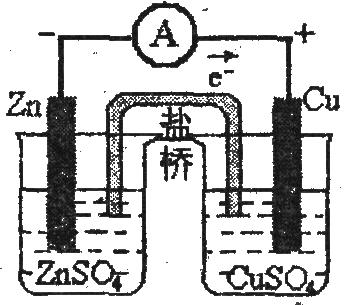 − A +
e⁻
Zn Cu
盐
桥
ZnSO₄ CuSO₄